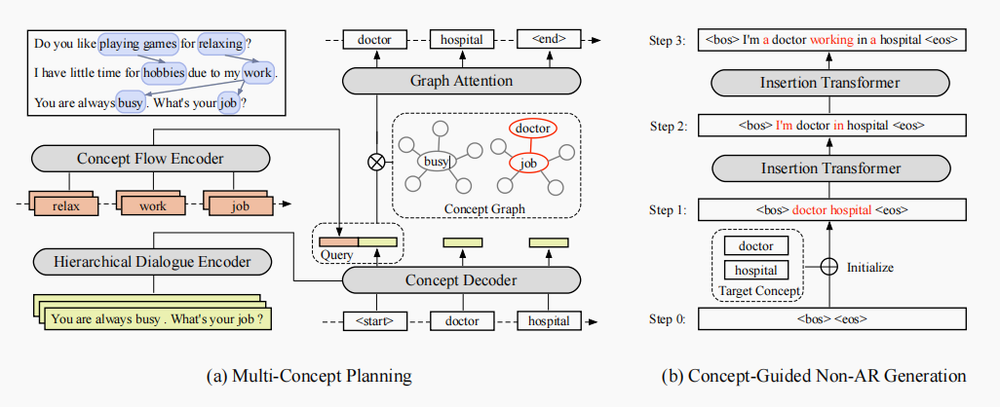 Do you like playing games for relaxing ?
I have little time for hobbies due to my work .
You are always busy . What's your job ?
Concept Flow Encoder
relax
work
job
Hierarchical Dialogue Encoder
You are always busy . What's your job ?
doctor
hospital
<end>
Graph Attention
busy
doctor
job
Concept Graph
Query
Concept Decoder
<start>
doctor
hospital
(a) Multi-Concept Planning
Step 3:
<bos> I'm a doctor working in a hospital <eos>
Insertion Transformer
Step 2:
<bos> I'm doctor in hospital <eos>
Insertion Transformer
Step 1:
<bos> doctor hospital <eos>
doctor
hospital
Target Concept
Initialize
Step 0:
<bos> <eos>
(b) Concept-Guided Non-AR Generation